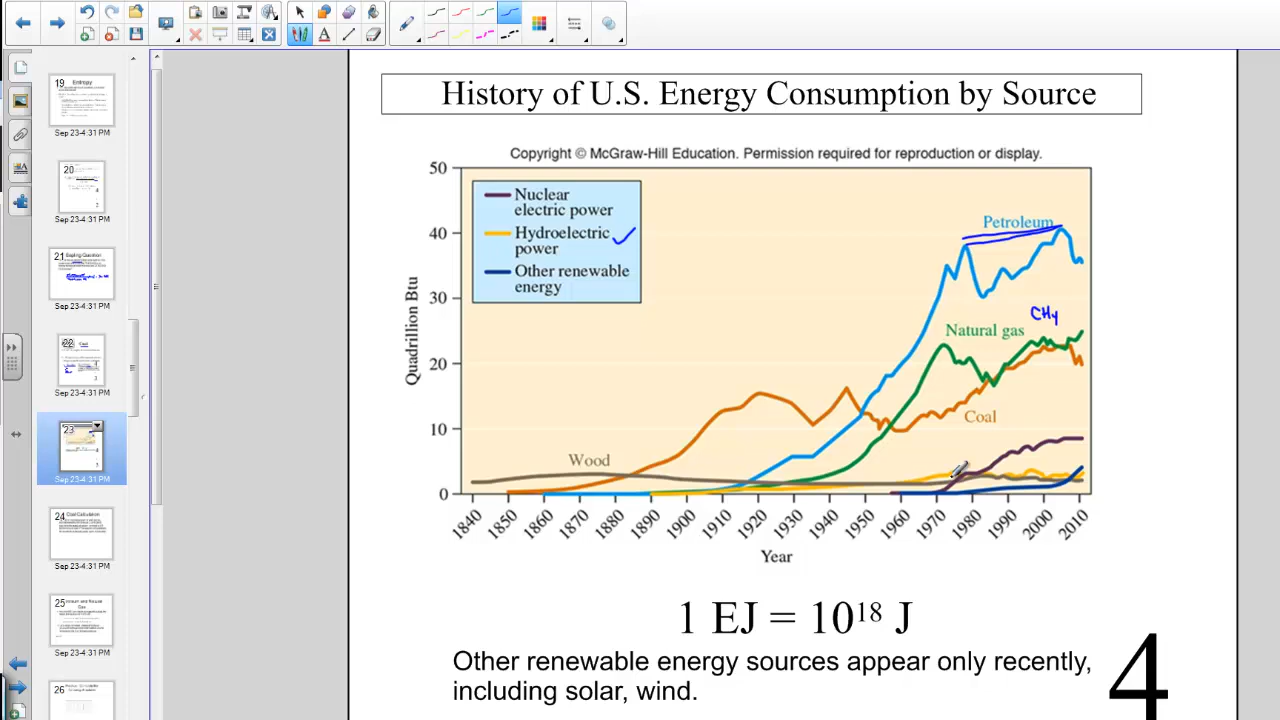 History of U.S. Energy Consumption by Source
Copyright © McGraw-Hill Education. Permission required for reproduction or display.
50
40
30
20
10
0
Quadrillion Btu
Nuclear
electric power
Hydroelectric
power
Other renewable
energy
Petroleum
CH4
Natural gas
Coal
Wood
1840
1850
1860
1870
1880
1890
1900
1910
1920
1930
1940
1950
1960
1970
1980
1990
2000
2010
Year
1 EJ = 10¹⁸ J
Other renewable energy sources appear only recently,
including solar, wind.
4
19
Entropy
Sep 23-4:31 PM
20
Sep 23-4:31 PM
21
Sep 23-4:31 PM
22
Coal
Sep 23-4:31 PM
23
Sep 23-4:31 PM
24
Sep 23-4:31 PM
25
Sep 23-4:31 PM
26